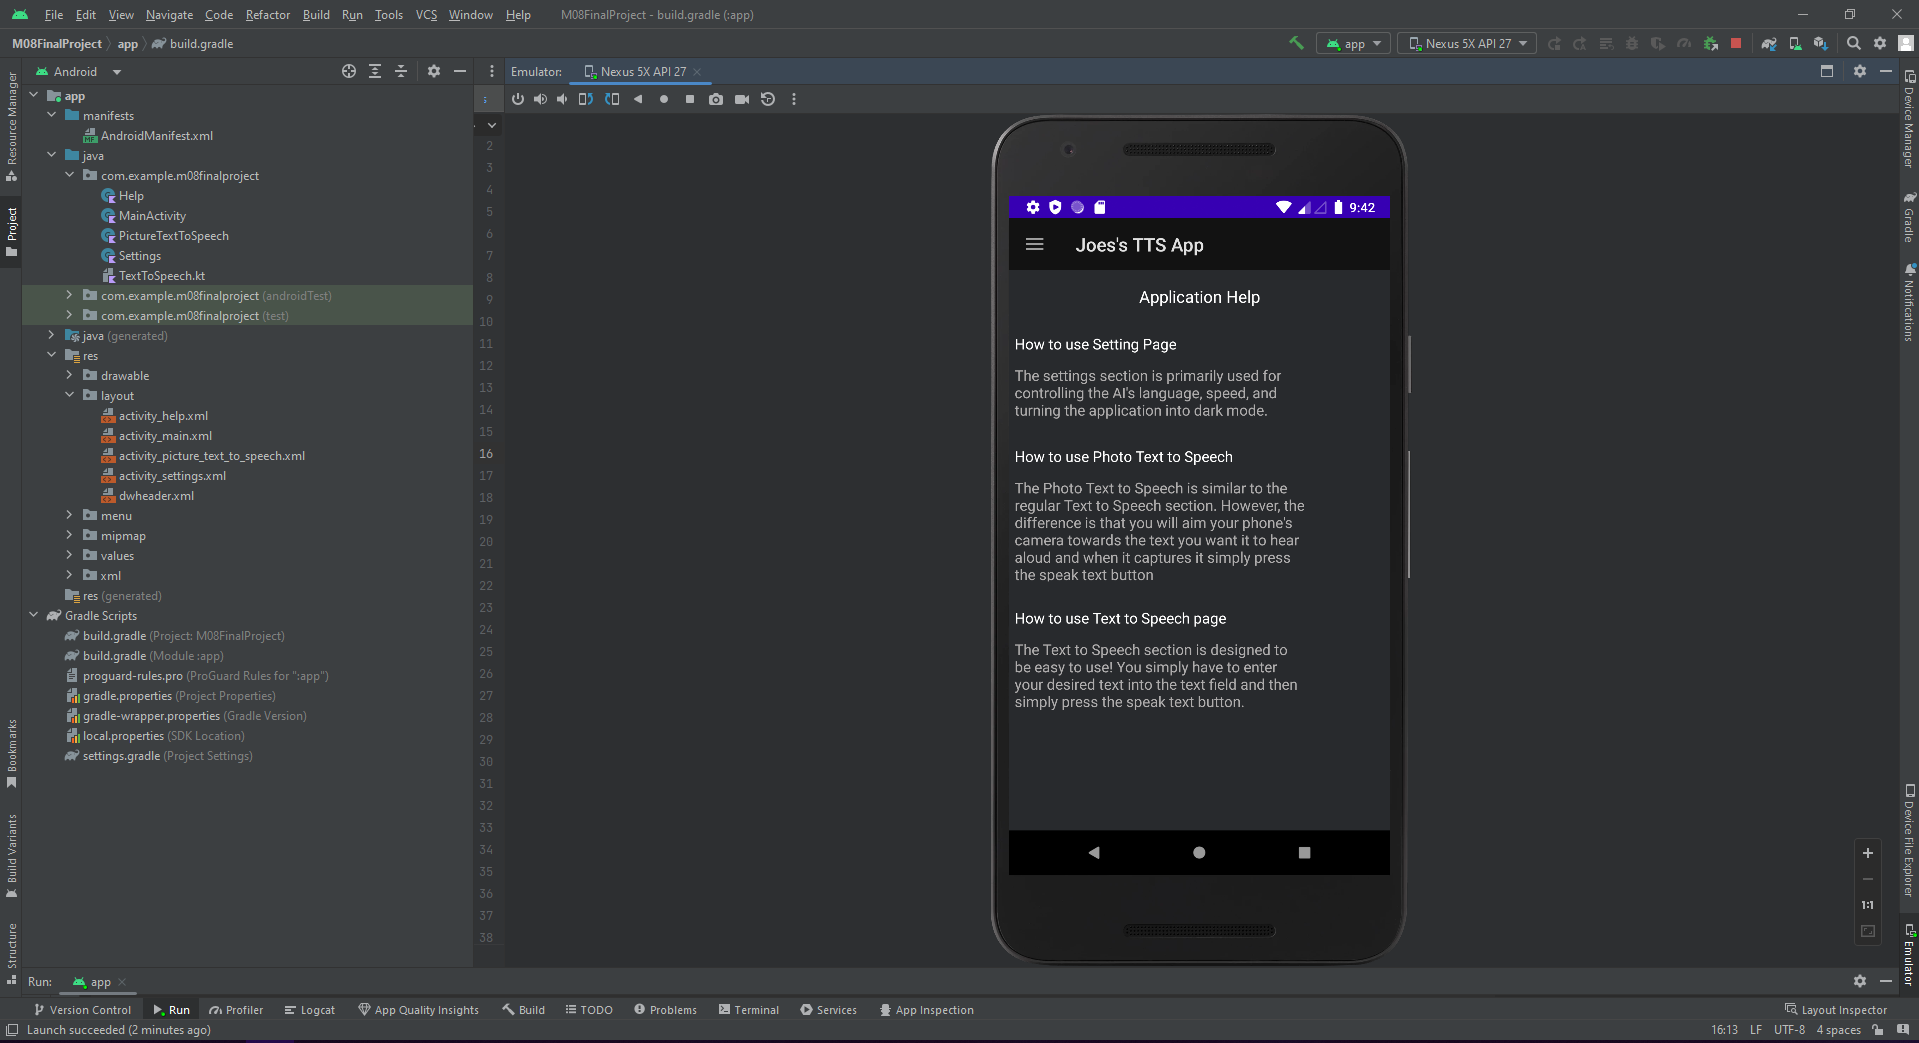 File Edit View Navigate Code Refactor Build Run Tools VCS Window Help M08FinalProject - build.gradle (:app)
M08FinalProject app build.gradle
app Nexus 5X API 27
Android
Emulator: Nexus 5X API 27
Resource Manager
Project
Bookmarks
Build Variants
Structure
app
manifests
AndroidManifest.xml
java
com.example.m08finalproject
Help
MainActivity
PictureTextToSpeech
Settings
TextToSpeech.kt
com.example.m08finalproject (androidTest)
com.example.m08finalproject (test)
java (generated)
res
drawable
layout
activity_help.xml
activity_main.xml
activity_picture_text_to_speech.xml
activity_settings.xml
dwheader.xml
menu
mipmap
values
xml
res (generated)
Gradle Scripts
build.gradle (Project: M08FinalProject)
build.gradle (Module :app)
proguard-rules.pro (ProGuard Rules for ":app")
gradle.properties (Project Properties)
gradle-wrapper.properties (Gradle Version)
local.properties (SDK Location)
settings.gradle (Project Settings)
2
3
4
5
6
7
8
9
10
11
12
13
14
15
16
17
18
19
20
21
22
23
24
25
26
27
28
29
30
31
32
33
34
35
36
37
38
9:42
Joes's TTS App
Application Help
How to use Setting Page
The settings section is primarily used for
controlling the AI's language, speed, and
turning the application into dark mode.
How to use Photo Text to Speech
The Photo Text to Speech is similar to the
regular Text to Speech section. However, the
difference is that you will aim your phone's
camera towards the text you want it to hear
aloud and when it captures it simply press
the speak text button
How to use Text to Speech page
The Text to Speech section is designed to
be easy to use! You simply have to enter
your desired text into the text field and then
simply press the speak text button.
1:1
Device Manager
Gradle
Notifications
Device File Explorer
Emulator
Run: app
Version Control Run Profiler Logcat App Quality Insights Build TODO Problems Terminal Services App Inspection Layout Inspector
Launch succeeded (2 minutes ago) 16:13 LF UTF-8 4 spaces